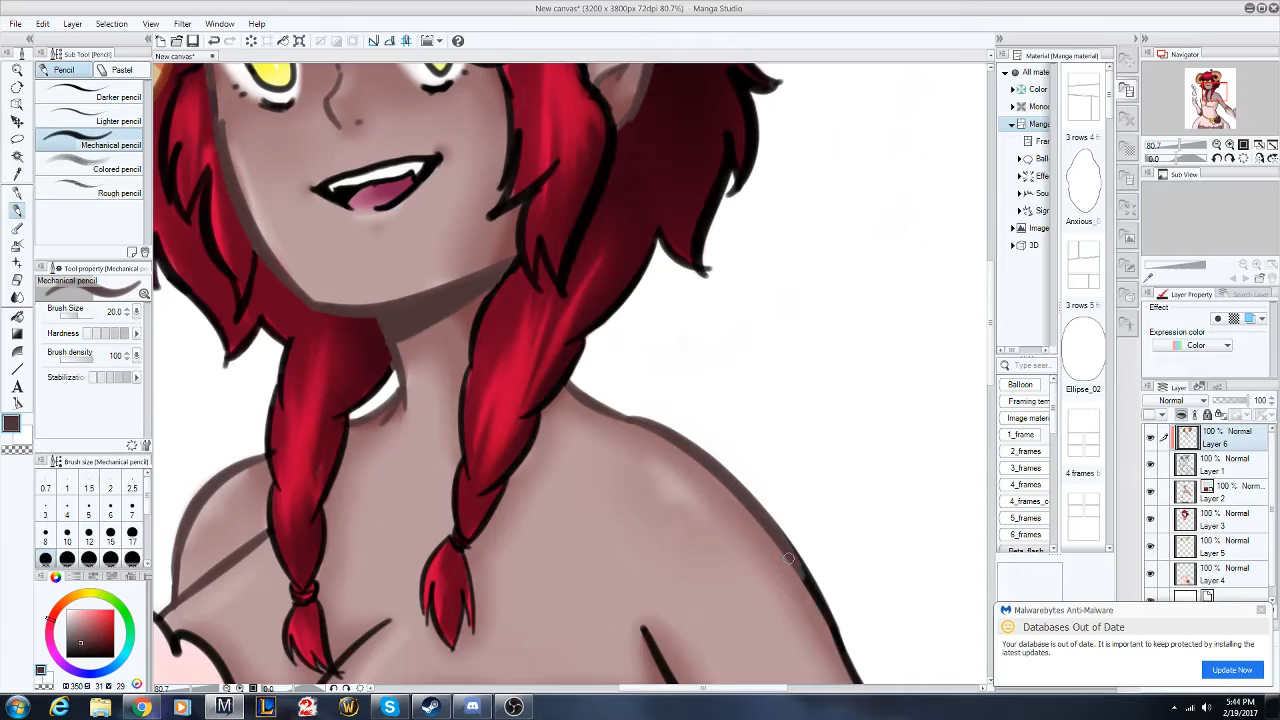 New canvas* (3200 x 3800px 72dpi 80.7%) - Manga Studio
File Edit Layer Selection View Filter Window Help
New canvas*
Sub Tool [Pencil]
Pencil Pastel
Darker pencil
Lighter pencil
Mechanical pencil
Colored pencil
Rough pencil
Tool property [Mechanical pencil]
Mechanical pencil
Brush Size 20.0
Hardness
Brush density 100
Stabilization
Brush size [Mechanical pencil]
0.7 1 1.5 2 2.5
3 4 5 6 7
8 10 12 15 17
350 31 29
80.7 0.0
Material [Manga material]
All mate
Color
Mono
Manga
Fra
Ball
Effe
Sou
Sign
Image
3D
3 rows 4 f
Anxious_0
3 rows 5 f
Ellipse_02
4 frames
Type sear...
Balloon
Framing tem
Image materi
1_frame
2_frames
3_frames
4_frames
4_frames_c
5_frames
6_frames
Navigator
80.7
0.0
Sub View
Layer Property Search Layer
Effect
Expression color
Color
Layer
Normal 100
100 % Normal
Layer 6
100 % Normal
Layer 1
100 % Norm...
Layer 2
100 % Normal
Layer 3
100 % Normal
Layer 5
100 % Normal
Layer 4
Malwarebytes Anti-Malware
Databases Out of Date
Your database is out of date. It is important to keep protected by installing the
latest updates.
Update Now
5:44 PM
2/19/2017